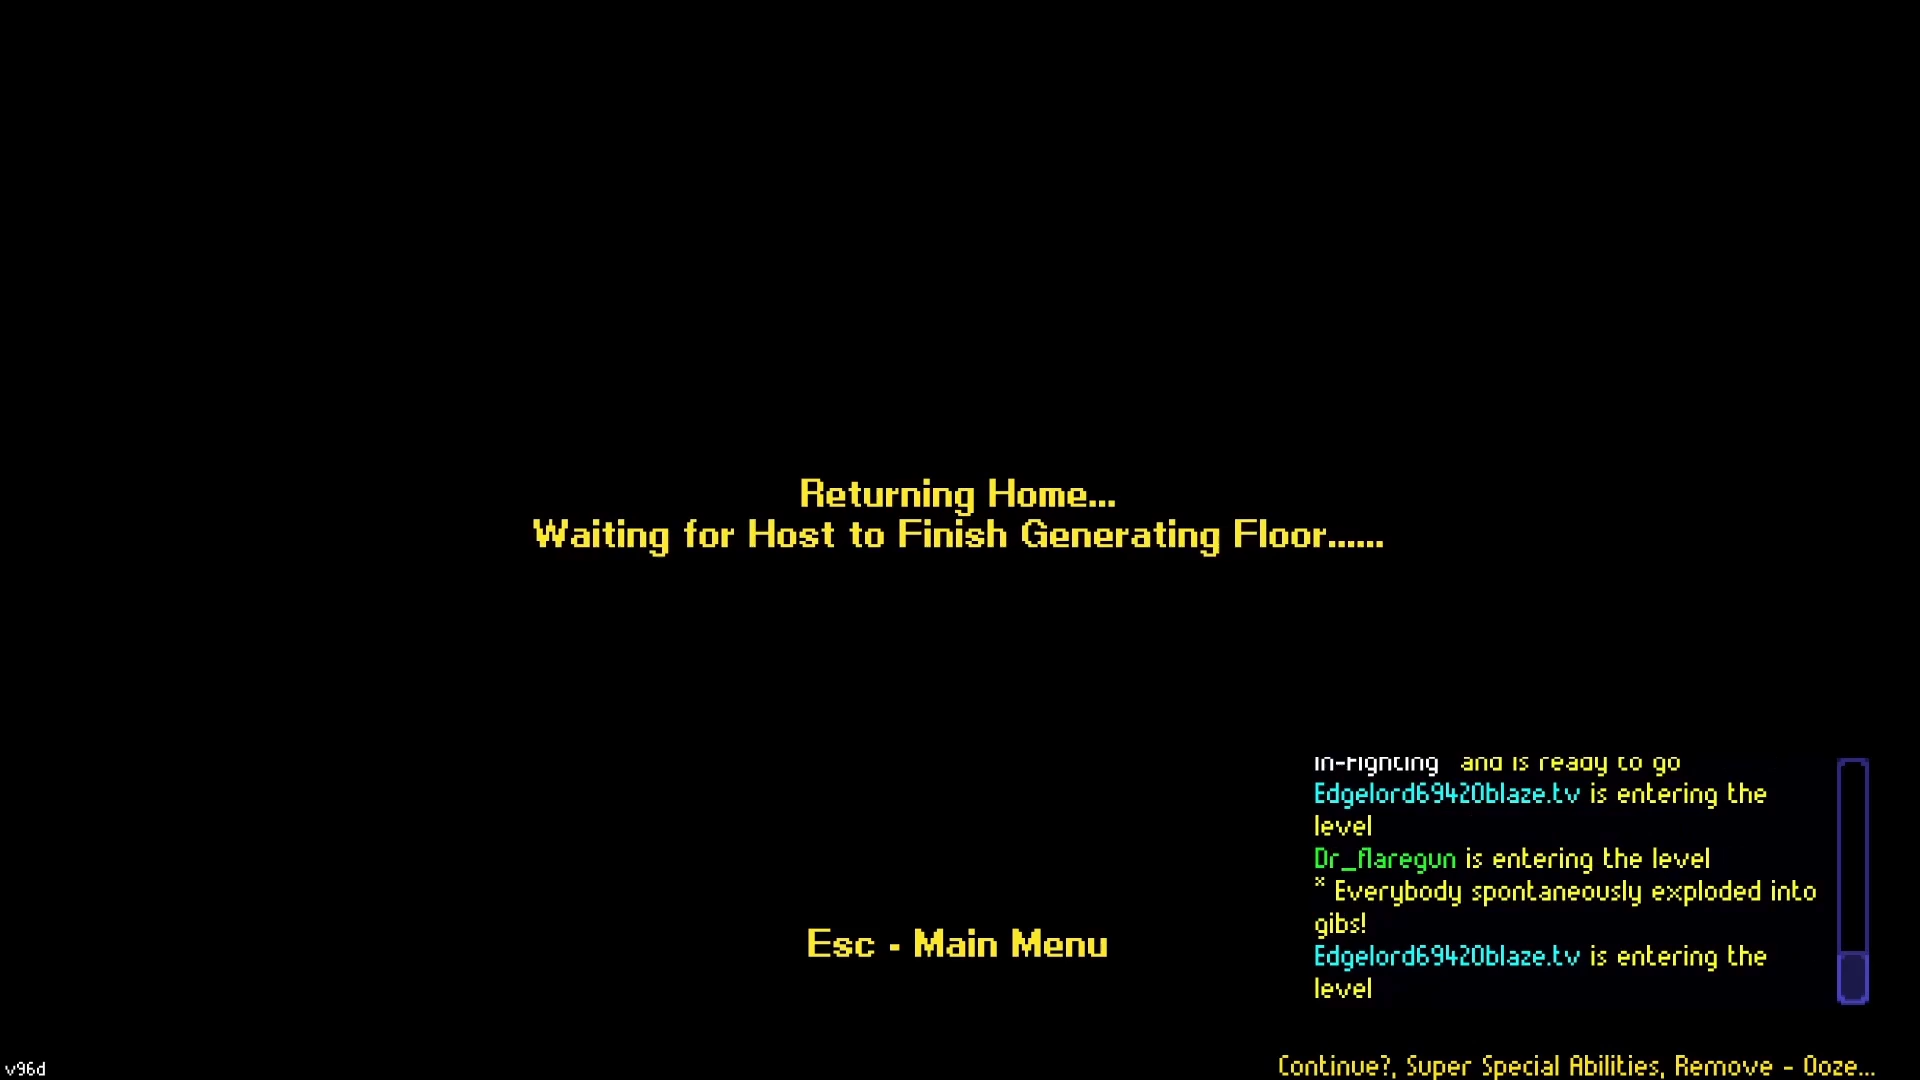 Returning Home...
Waiting for Host to Finish Generating Floor......
In-Fighting  and is ready to go
Edgelord69420blaze.tv is entering the
level
Dr_flaregun is entering the level
* Everybody spontaneously exploded into
gibs!
Edgelord69420blaze.tv is entering the
level
Esc - Main Menu
v96d
Continue?, Super Special Abilities, Remove - Ooze...